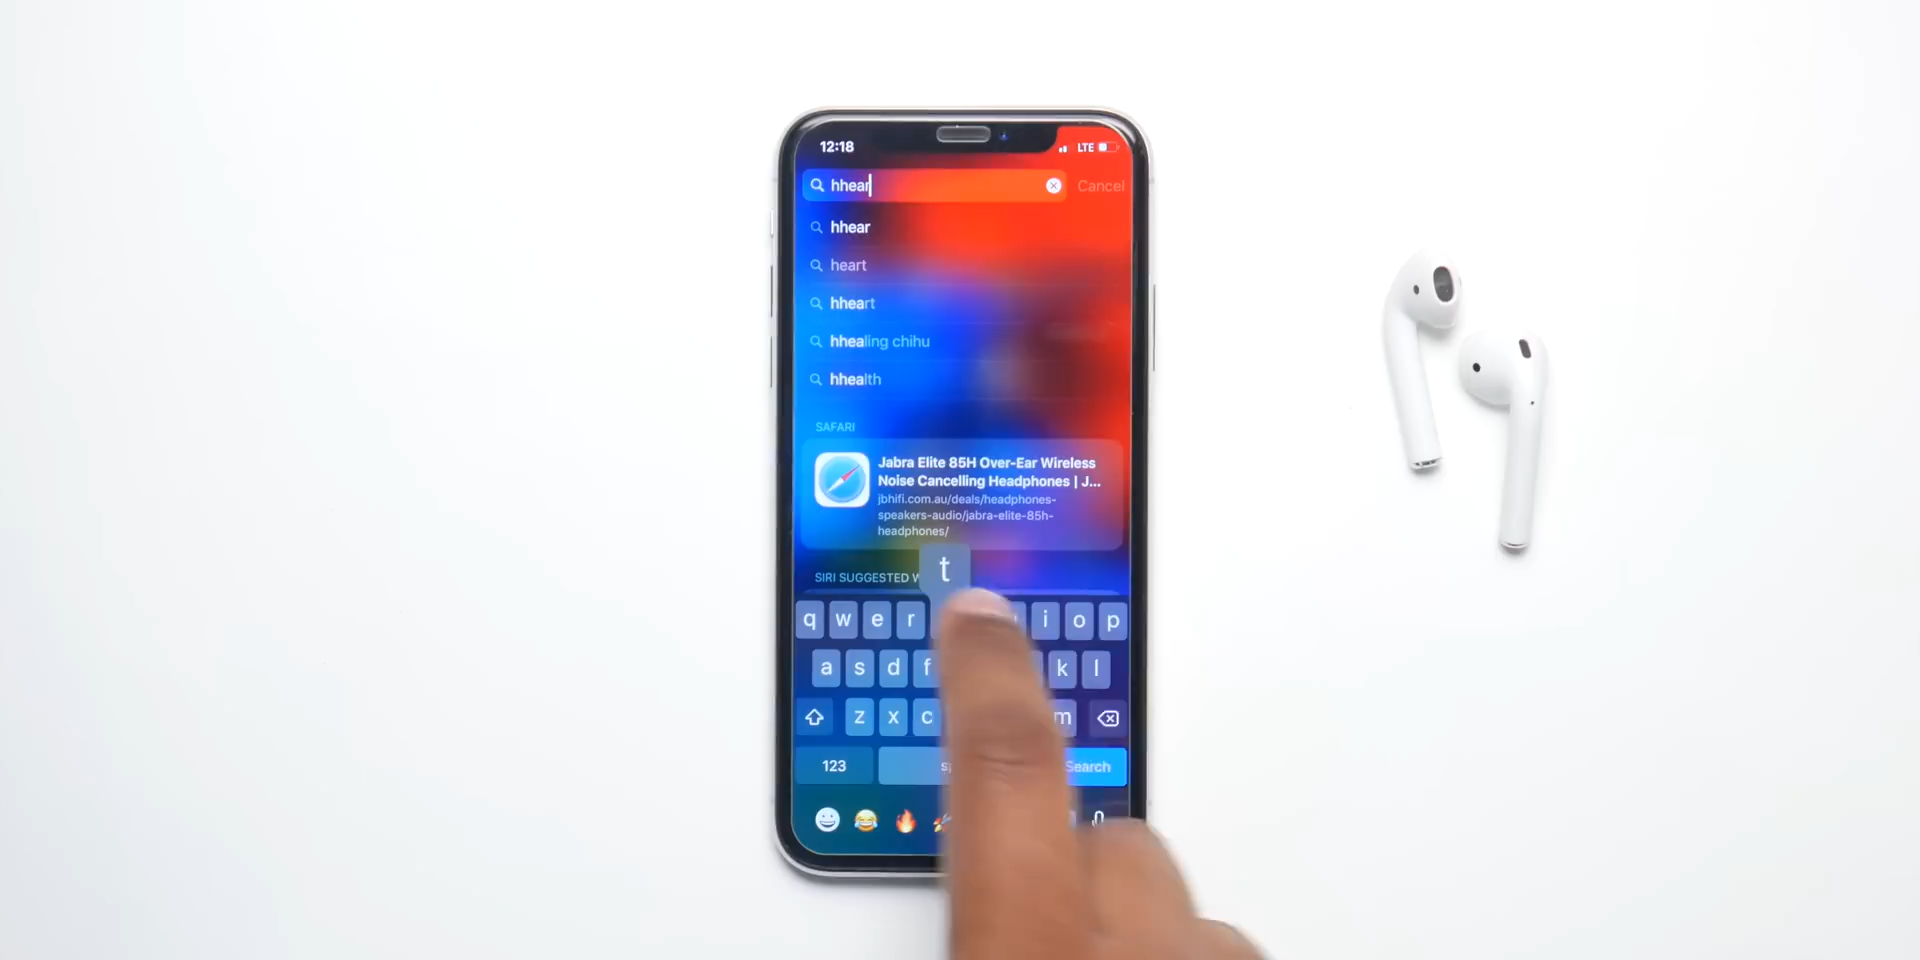 12:18 LTE
hhear Cancel
hhear
heart
hheart
hhealing chihu
hhealth
SAFARI
Jabra Elite 85H Over-Ear Wireless
Noise Cancelling Headphones | J...
jbhifi.com.au/deals/headphones-
speakers-audio/jabra-elite-85h-
headphones/
SIRI SUGGESTED
t
q w e r i o p
a s d f k l
z x c m
123 Search